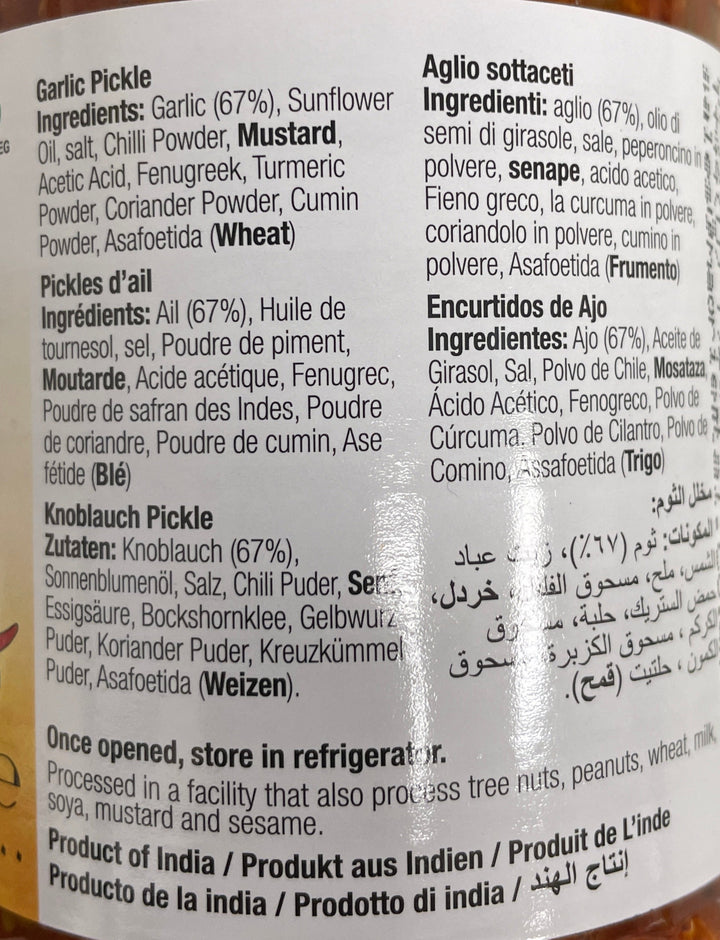 EG
Garlic Pickle
Ingredients: Garlic (67%), Sunflower
Oil, salt, Chilli Powder, Mustard,
Acetic Acid, Fenugreek, Turmeric
Powder, Coriander Powder, Cumin
Powder, Asafoetida (Wheat)
Pickles d'ail
Ingrédients: Ail (67%), Huile de
tournesol, sel, Poudre de piment,
Moutarde, Acide acétique, Fenugrec,
Poudre de safran des Indes, Poudre
de coriandre, Poudre de cumin, Ase
fétide (Blé)
Knoblauch Pickle
Zutaten: Knoblauch (67%),
Sonnenblumenöl, Salz, Chili Puder,
Essigsäure, Bockshornklee, Gelbwurz
Puder, Koriander Puder, Kreuzkümmel
Puder, Asafoetida (Weizen).
Aglio sottaceti
Ingredienti: aglio (67%), olio di
semi di girasole, sale, peperoncino in
polvere, senape, acido acetico,
Fieno greco, la curcuma in polvere,
coriandolo in polvere, cumino in
polvere, Asafoetida (Frumento)
Encurtidos de Ajo
Ingredientes: Ajo (67%), Aceite de
Girasol, Sal, Polvo de Chile, Mosataza,
Ácido Acético, Fenogreco, Polvo de
Cúrcuma. Polvo de Cilantro, Polvo de
Comino, Assafoetida (Trigo)
مخلل الثوم:
المكونات: ثوم (٦٧٪)، عباد
الشمس، ملح، مسحوق خردل،
حمض الستريك، حلبة،
الكركم، مسحوق الكزبرة
الكمون، حلتيت (قمح).
Once opened, store in refrigerator.
Processed in a facility that also process tree nuts, peanuts, wheat, milk,
soya, mustard and sesame.
Product of India / Produkt aus Indien / Produit de L'inde
Producto de la india / Prodotto di india / إنتاج الهند